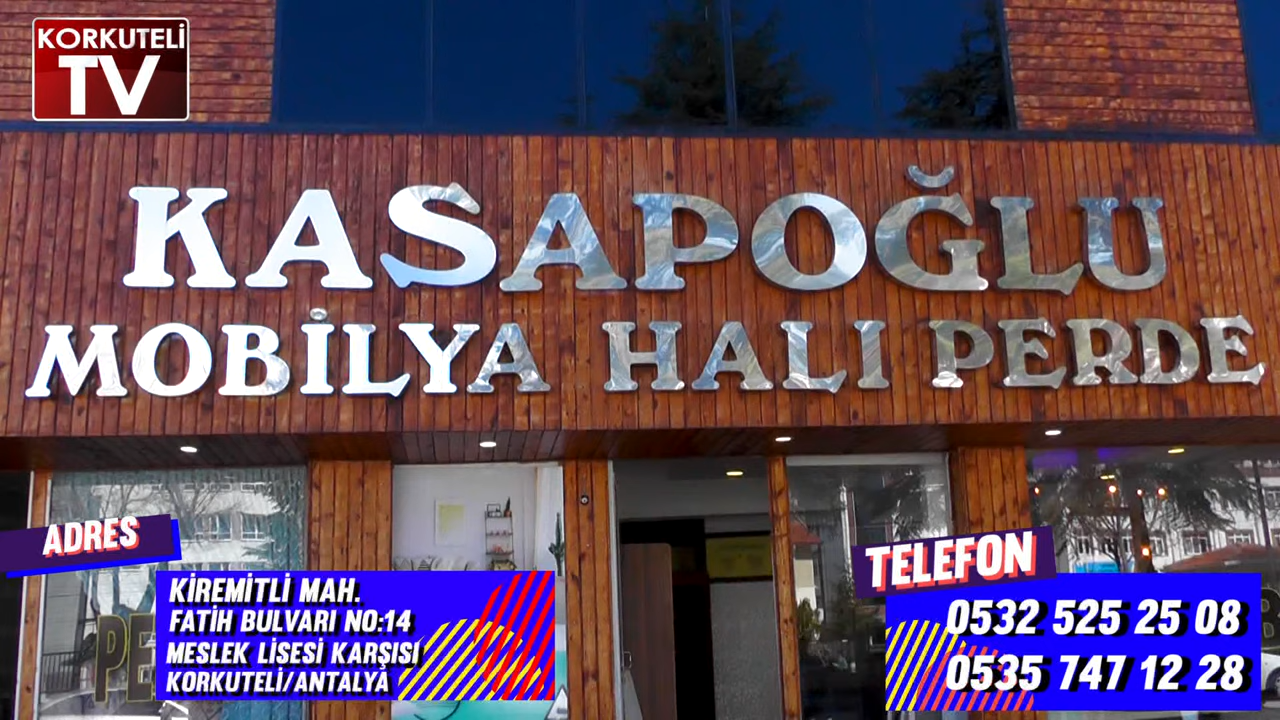 KORKUTELİ
TV
KASAPOĞLU
MOBİLYA HALI PERDE
ADRES
KİREMİTLİ MAH.
FATİH BULVARI NO:14
MESLEK LİSESİ KARŞISI
KORKUTELİ/ANTALYA
TELEFON
0532 525 25 08
0535 747 12 28